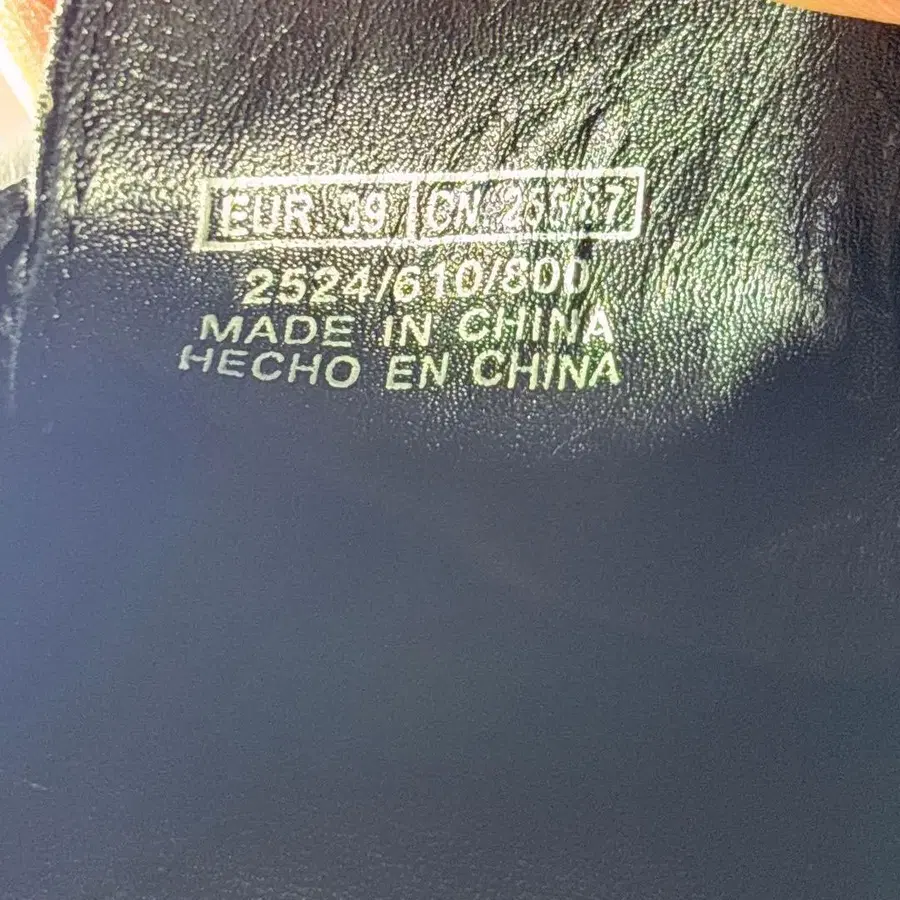 EUR. 39
2524/610/800
MADE IN CHINA
HECHO EN CHINA